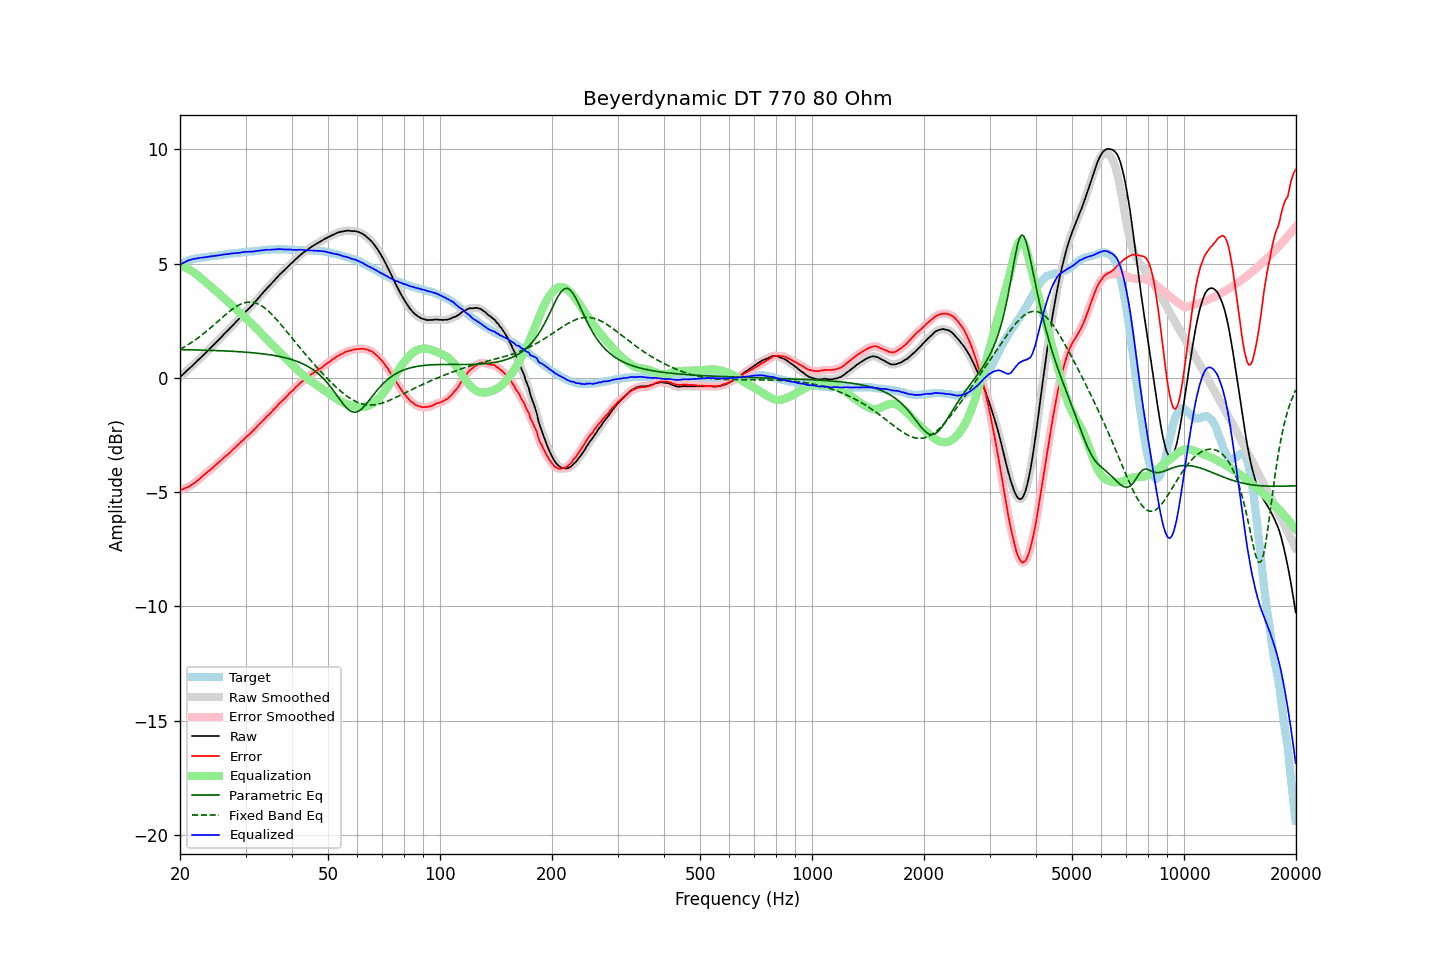 Beyerdynamic DT 770 80 Ohm
Amplitude (dBr)
10
5
0
−5
−10
−15
−20
Target
Raw Smoothed
Error Smoothed
Raw
Error
Equalization
Parametric Eq
Fixed Band Eq
Equalized
20 50 100 200 500 1000 2000 5000 10000 20000
Frequency (Hz)